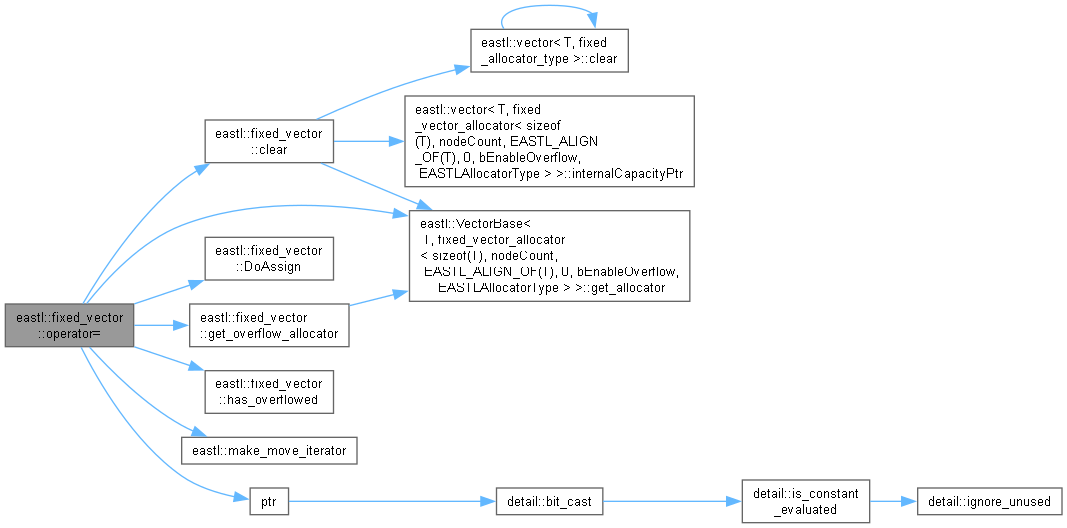 eastl::vector< T, fixed
_allocator_type >::clear
eastl::vector< T, fixed
_vector_allocator< sizeof
(T), nodeCount, EASTL_ALIGN
_OF(T), 0, bEnableOverflow,
EASTLAllocatorType > >::internalCapacityPtr
eastl::fixed_vector
::clear
eastl::VectorBase<
T, fixed_vector_allocator
< sizeof(T), nodeCount,
EASTL_ALIGN_OF(T), 0, bEnableOverflow,
EASTLAllocatorType > >::get_allocator
eastl::fixed_vector
::DoAssign
eastl::fixed_vector
::operator=
eastl::fixed_vector
::get_overflow_allocator
eastl::fixed_vector
::has_overflowed
eastl::make_move_iterator
ptr
detail::bit_cast
detail::is_constant
_evaluated
detail::ignore_unused